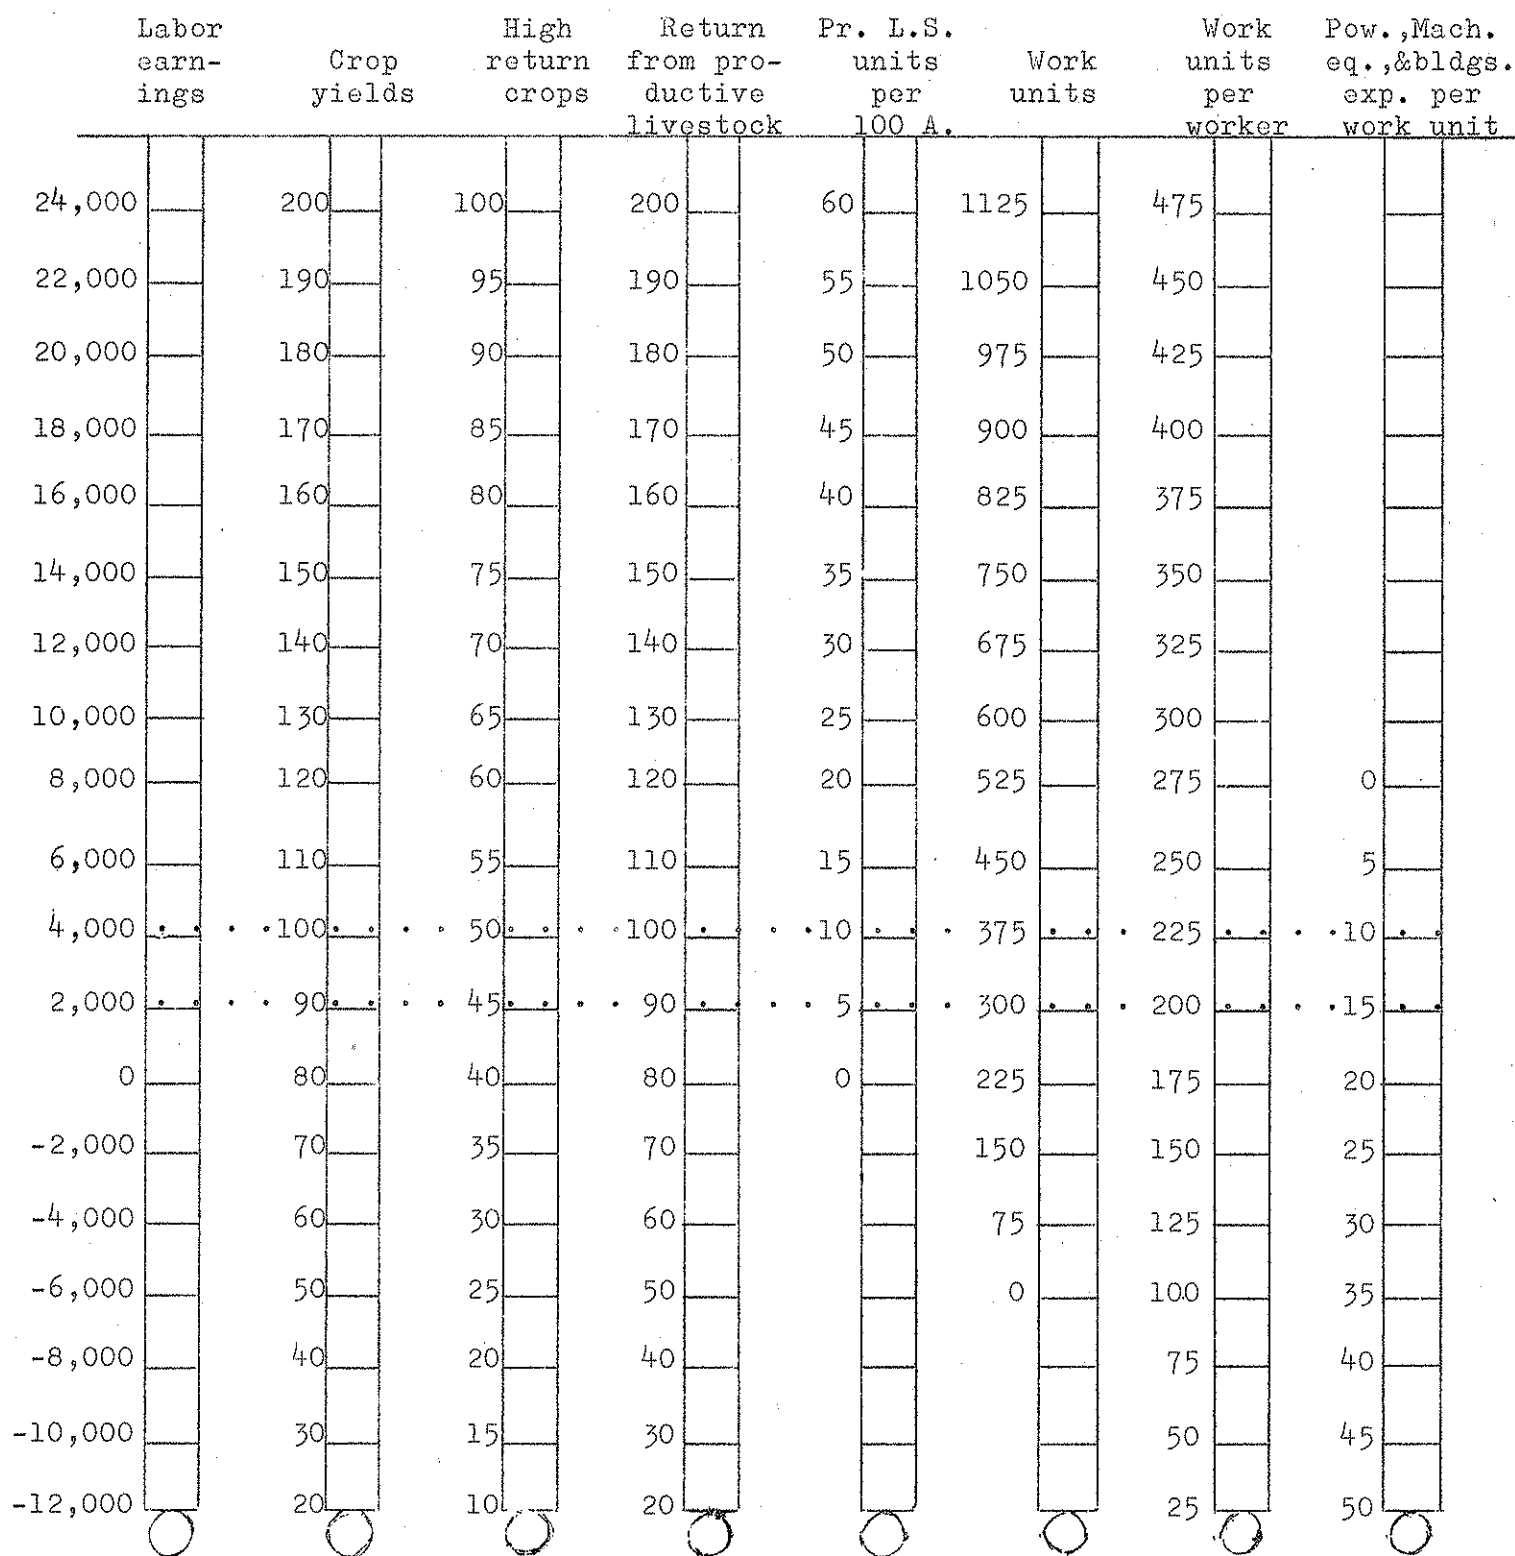 Labor High Return Pr. L.S. Work Pow.,Mach.
earn- Crop return from pro- units Work units eq.,&bldgs.
ings yields crops ductive per units per exp. per
livestock 100 A. worker work unit
24,000 200 100 200 60 1125 475
22,000 190 95 190 55 1050 450
20,000 180 90 180 50 975 425
18,000 170 85 170 45 900 400
16,000 160 80 160 40 825 375
14,000 150 75 150 35 750 350
12,000 140 70 140 30 675 325
10,000 130 65 130 25 600 300
8,000 120 60 120 20 525 275 0
6,000 110 55 110 15 450 250 5
4,000 100 50 100 10 375 225 10
2,000 90 45 90 5 300 200 15
0 80 40 80 0 225 175 20
-2,000 70 35 70 150 150 25
-4,000 60 30 60 75 125 30
-6,000 50 25 50 0 100 35
-8,000 40 20 40 75 40
-10,000 30 15 30 50 45
-12,000 20 10 20 25 50